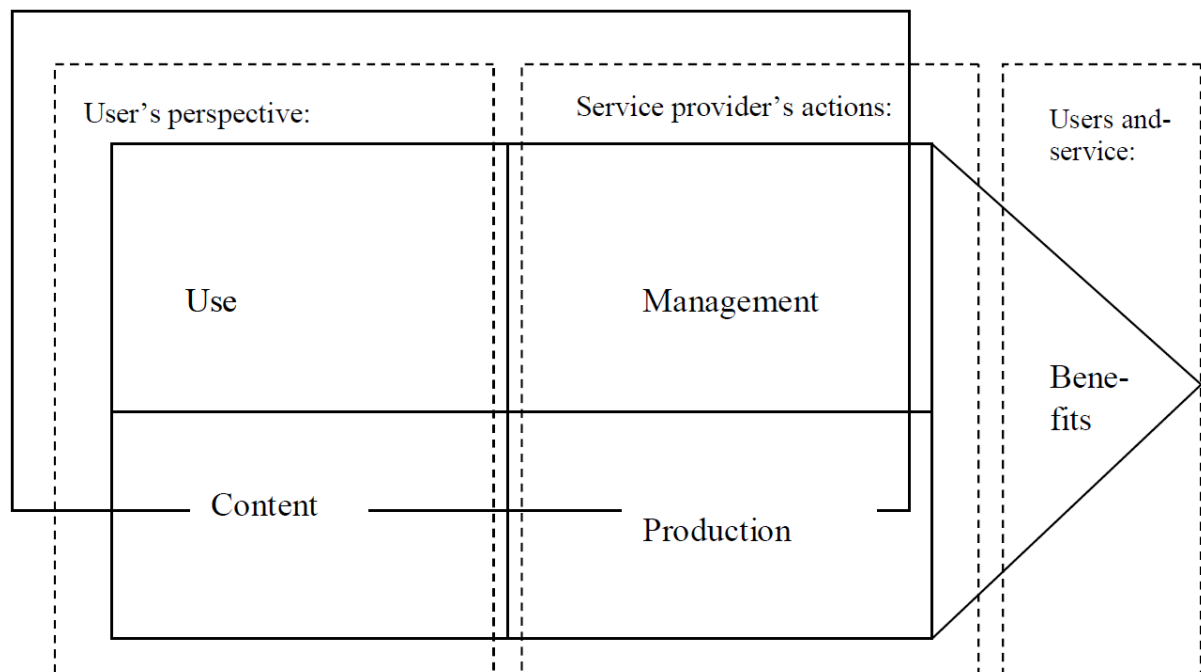 User’s perspective:
Service provider’s actions:
Users and-
service:
Use
Management
Bene-
fits
Content
Production